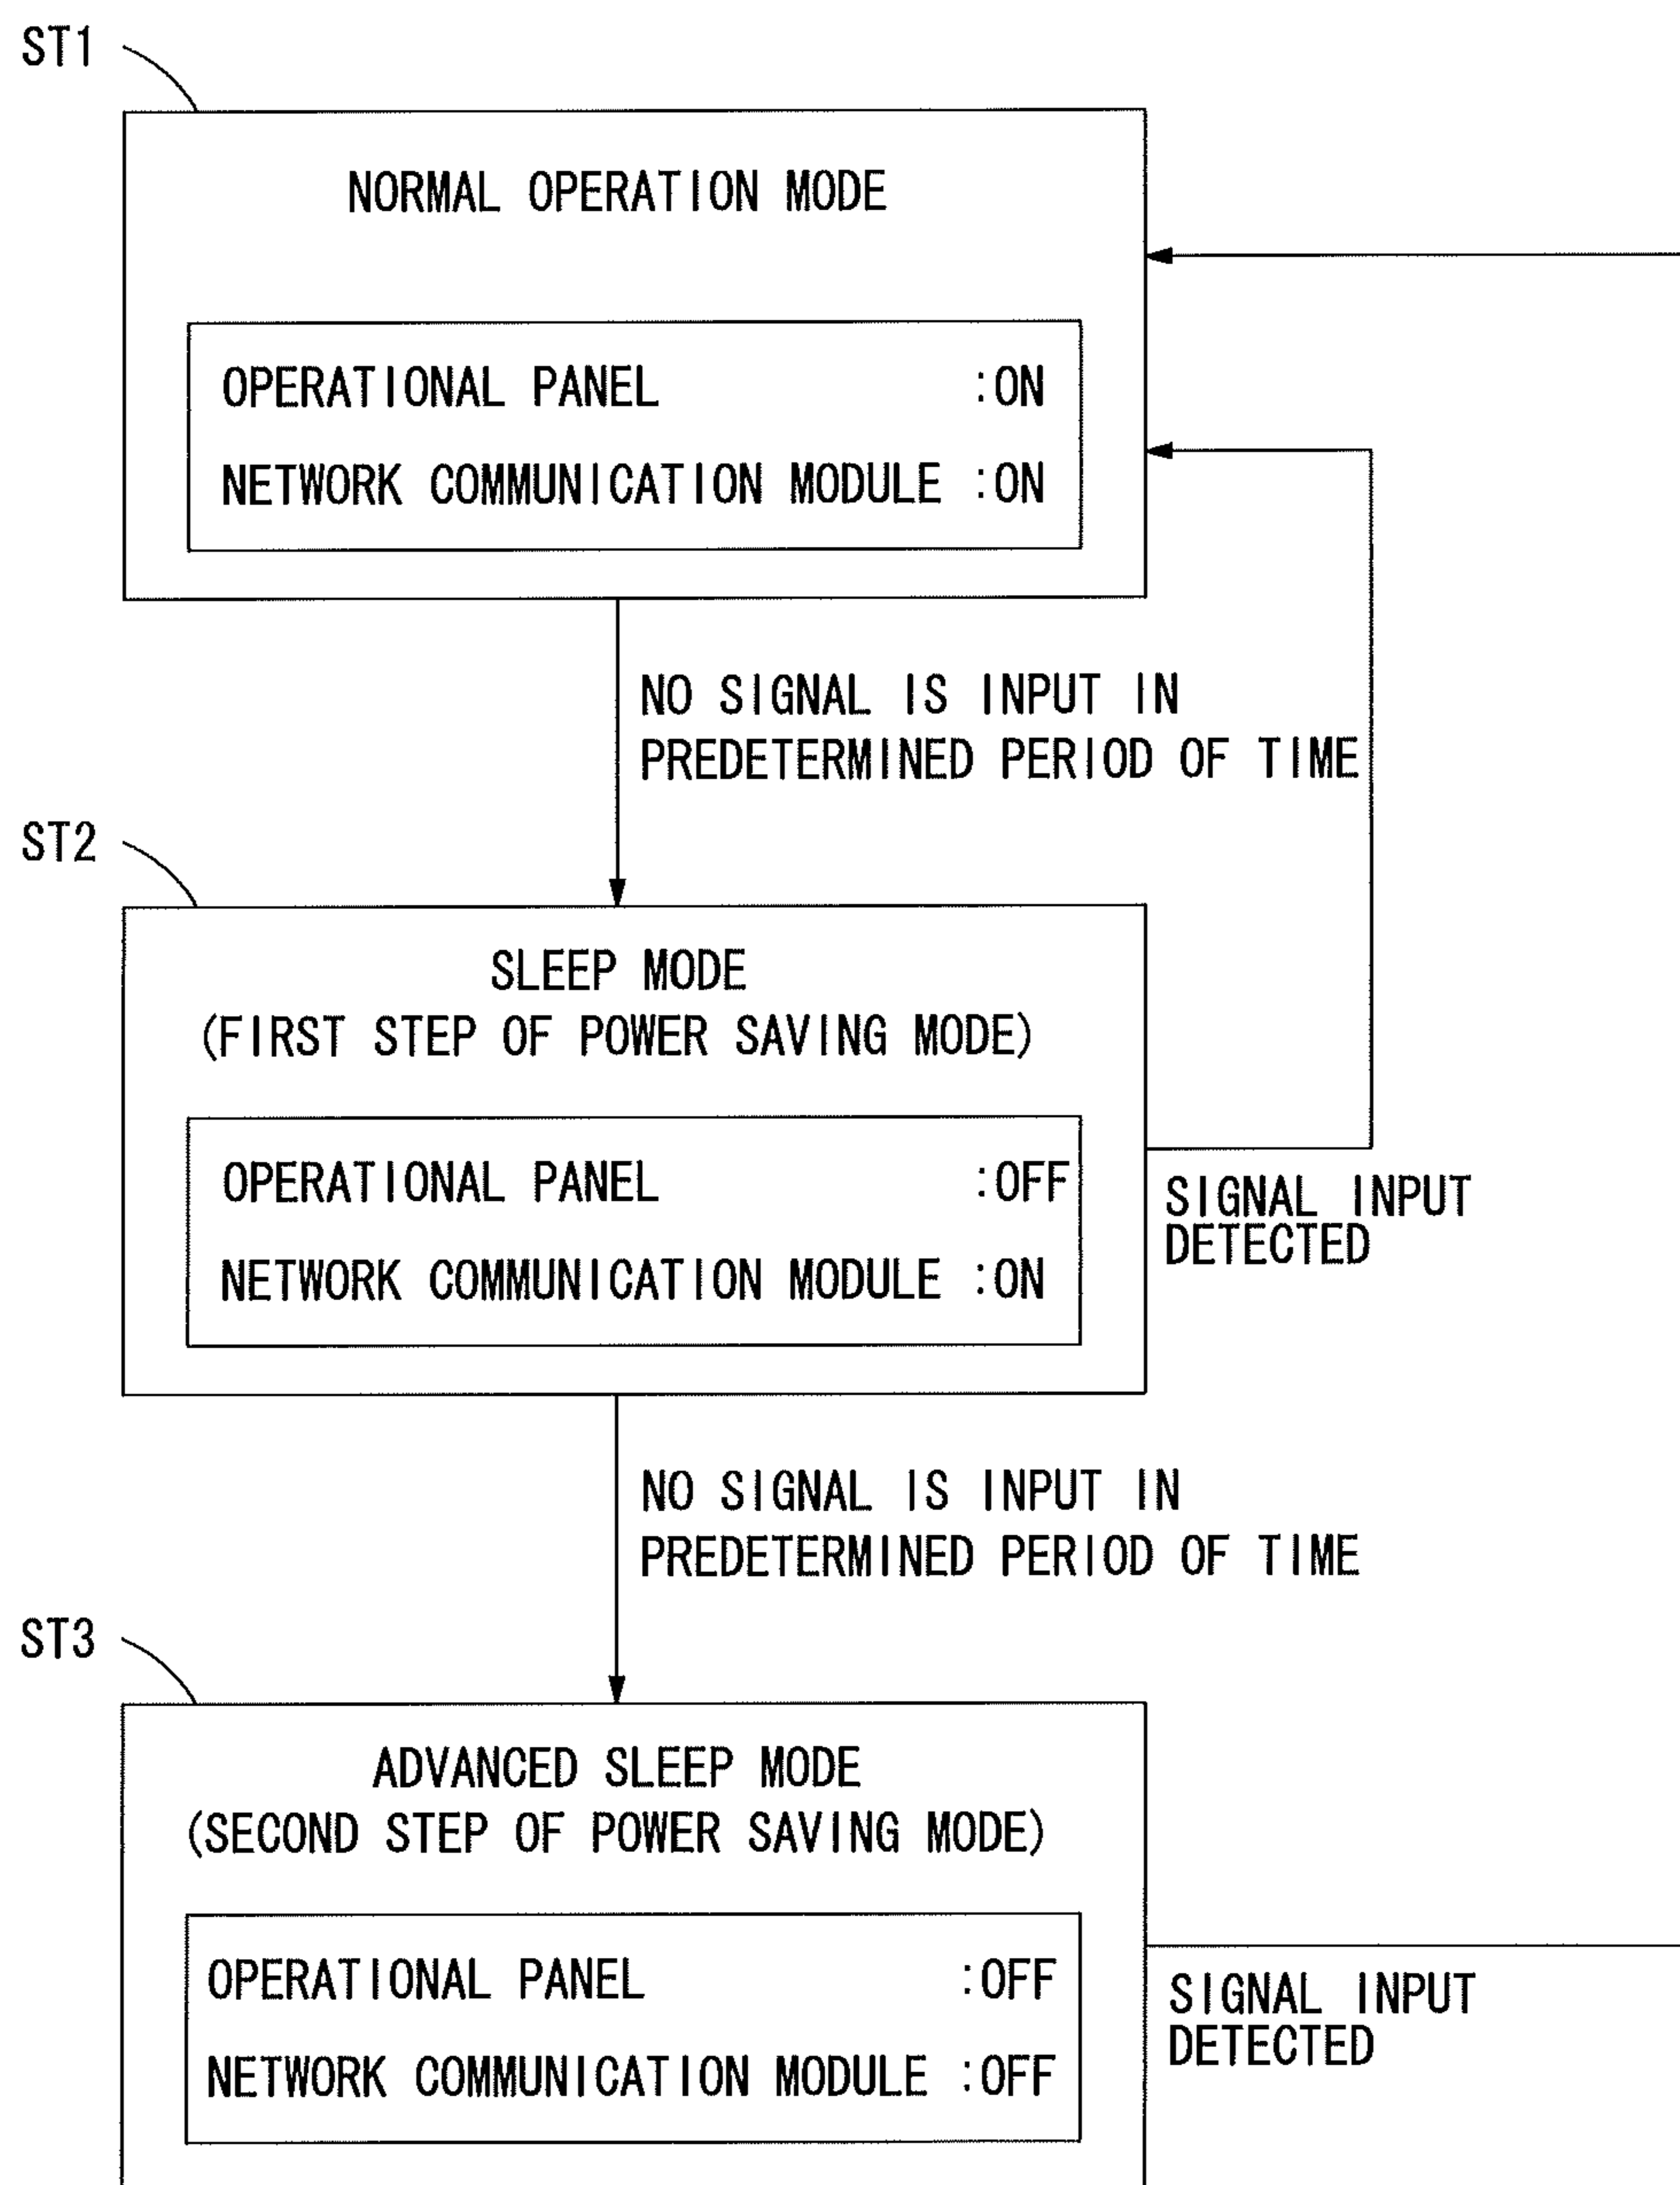 ST1
NORMAL OPERATION MODE
OPERATIONAL PANEL :ON
NETWORK COMMUNICATION MODULE :ON
NO SIGNAL IS INPUT IN
PREDETERMINED PERIOD OF TIME
ST2
SLEEP MODE
(FIRST STEP OF POWER SAVING MODE)
OPERATIONAL PANEL :OFF
NETWORK COMMUNICATION MODULE :ON
SIGNAL INPUT
DETECTED
NO SIGNAL IS INPUT IN
PREDETERMINED PERIOD OF TIME
ST3
ADVANCED SLEEP MODE
(SECOND STEP OF POWER SAVING MODE)
OPERATIONAL PANEL :OFF
NETWORK COMMUNICATION MODULE :OFF
SIGNAL INPUT
DETECTED